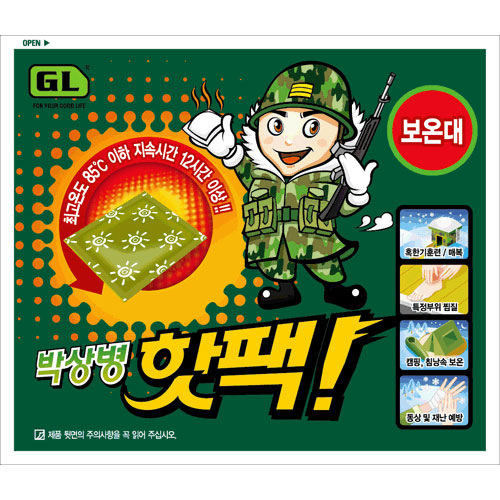 OPEN ▶
GL
FOR YOUR GOOD LIFE
최고온도 85℃ 이하 지속시간 12시간 이상!!!
보온대
혹한기훈련 / 매복
특정부위 찜질
캠핑, 침낭속 보온
동상 및 재난 예방
박상병
핫팩!
제품 뒷면의 주의사항을 꼭 읽어 주십시오.